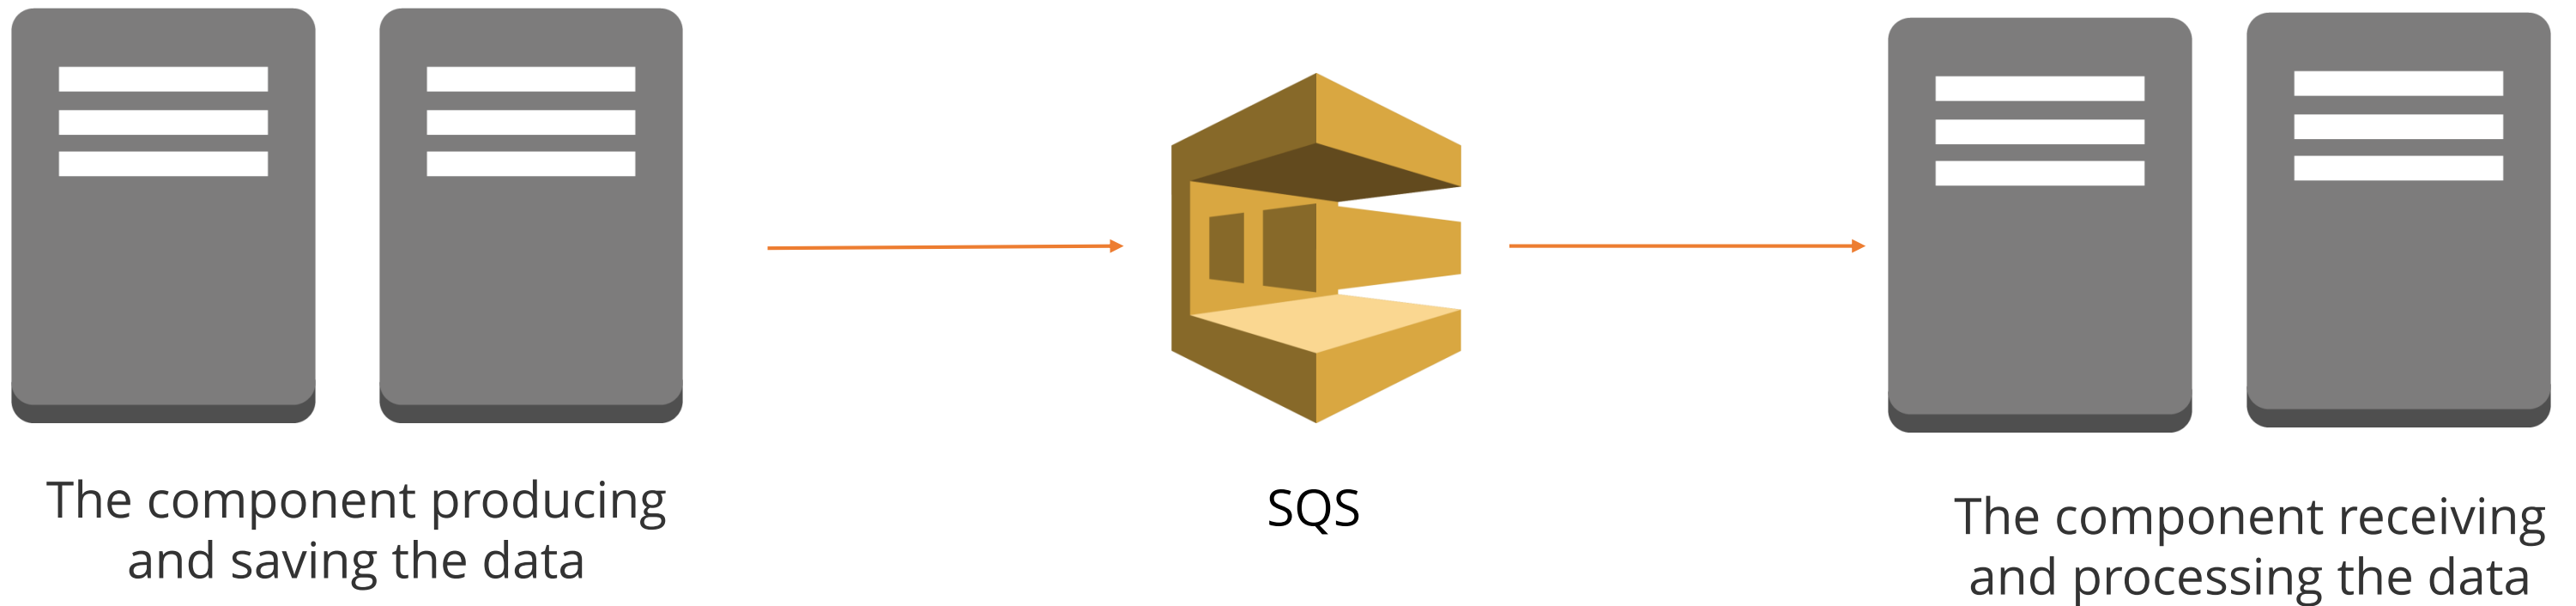 The component producing
and saving the data
SQS
The component receiving
and processing the data